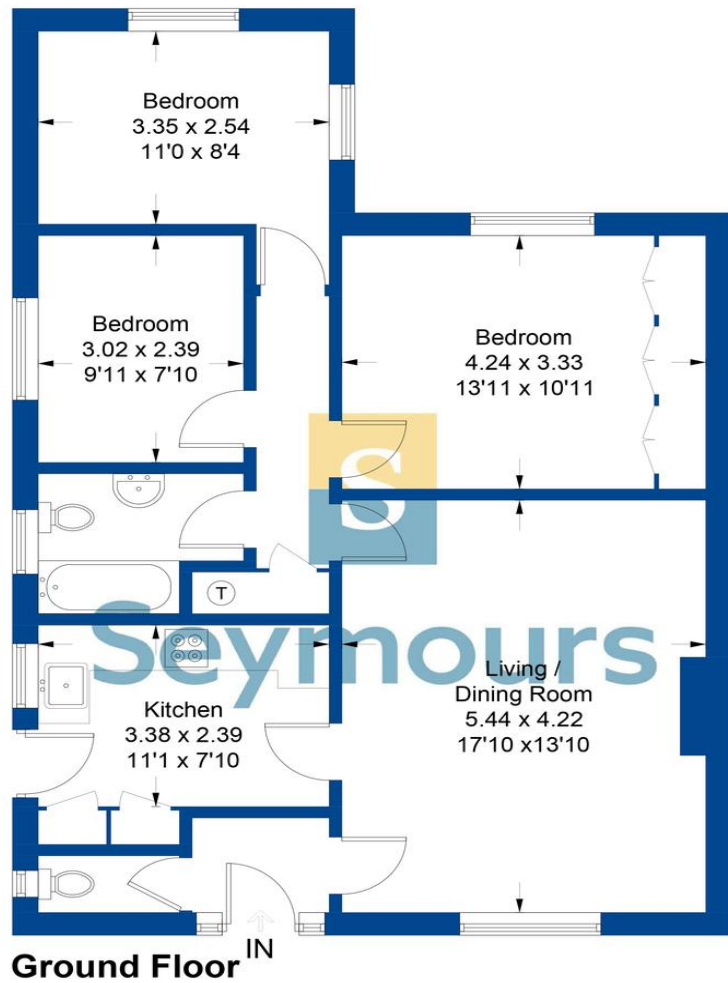 Bedroom
3.35 x 2.54
11'0 x 8'4
Bedroom
3.02 x 2.39
9'11 x 7'10
Bedroom
4.24 x 3.33
13'11 x 10'11
S
T
Seymours
Living /
Dining Room
5.44 x 4.22
17'10 x13'10
Kitchen
3.38 x 2.39
11'1 x 7'10
IN
Ground Floor